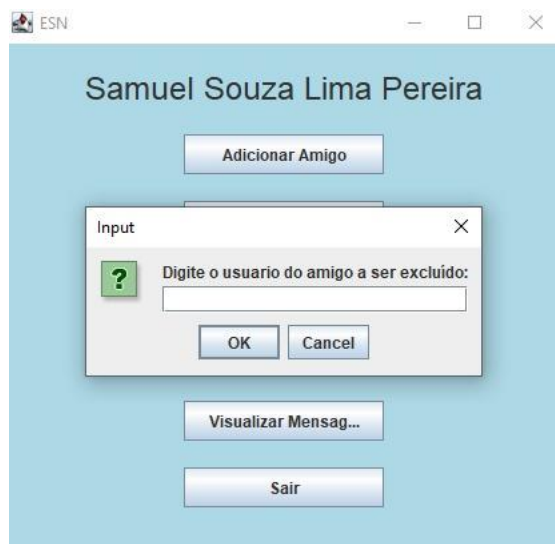 ESN
Samuel Souza Lima Pereira
Adicionar Amigo
Input
?
Digite o usuario do amigo a ser excluído:
OK
Cancel
Visualizar Mensag...
Sair